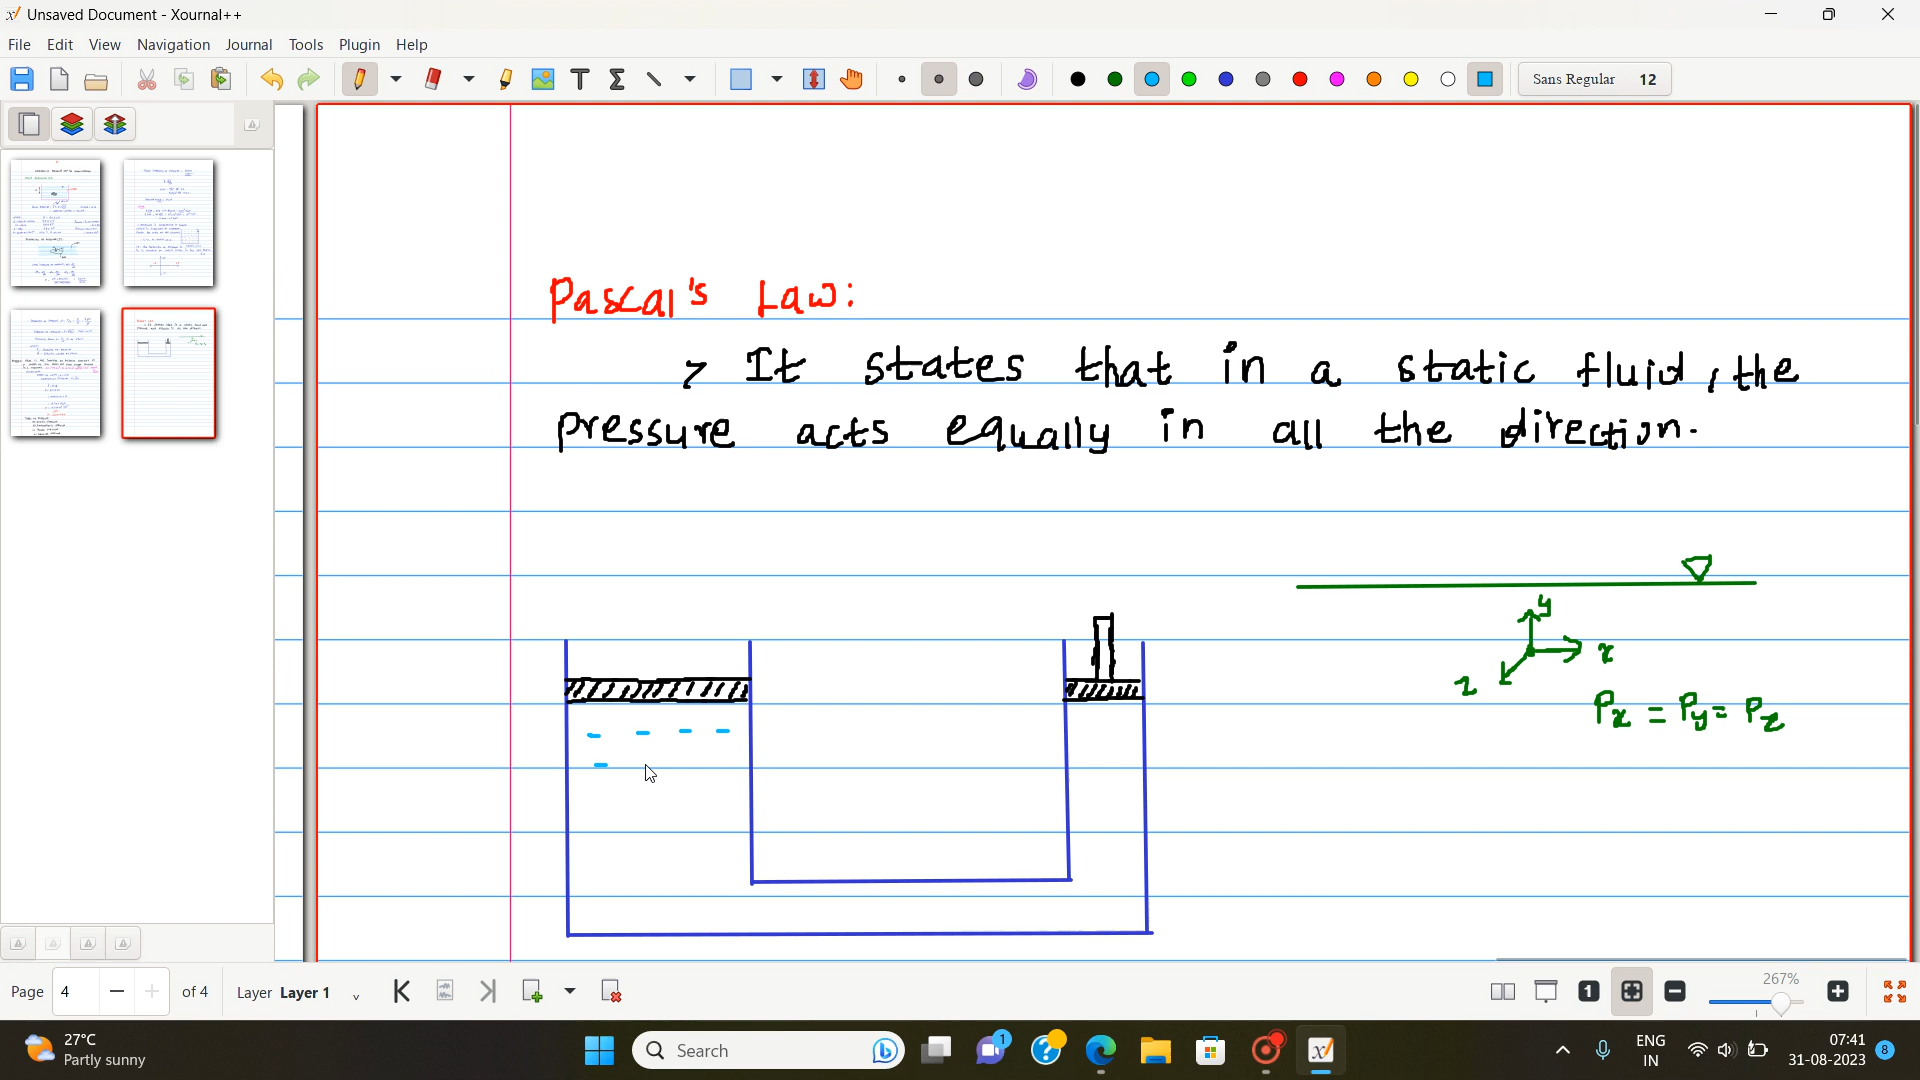 Unsaved Document - Xournal++
File Edit View Navigation Journal Tools Plugin Help
Sans Regular 12
Pascal's Law:
> It states that in a static fluid, the
pressure acts equally in all the direction.
y
x
z
Px = Py = Pz
Page 4 of 4 Layer Layer 1
267%
27°C
Partly sunny
Search
1
ENG
IN
07:41
31-08-2023
8